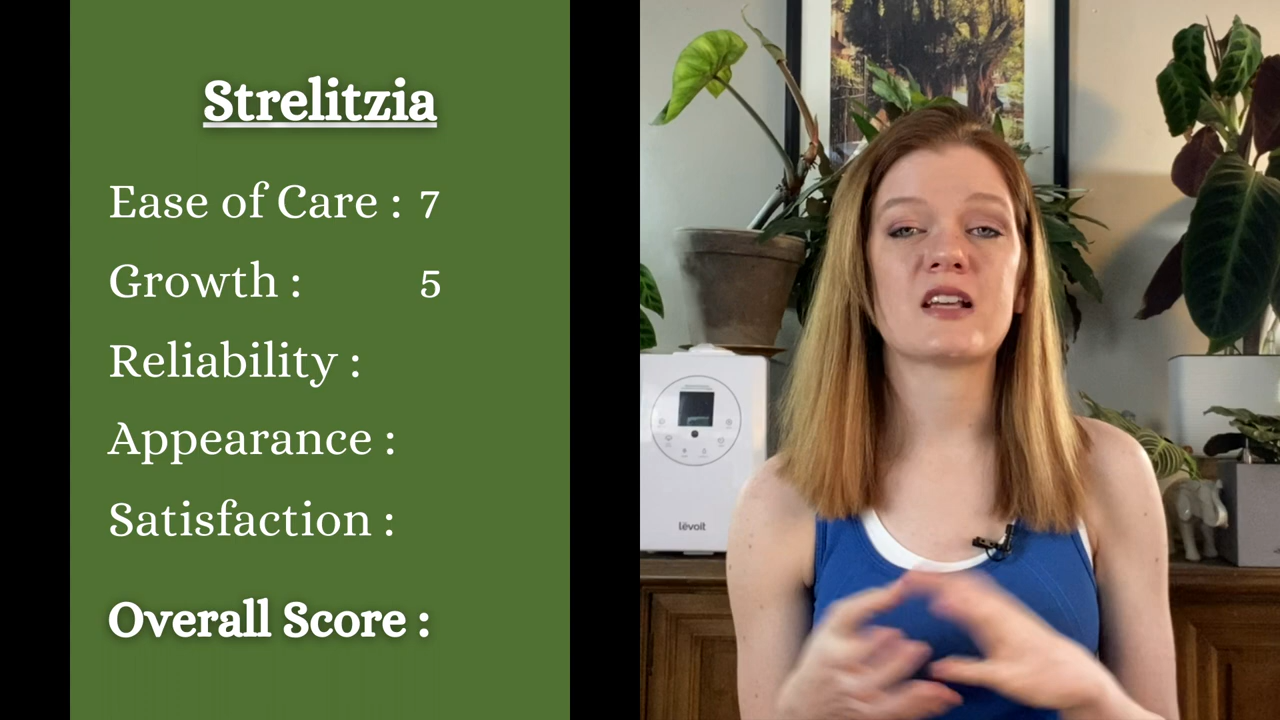 Strelitzia
Ease of Care : 7
Growth : 5
Reliability :
Appearance :
Satisfaction :
Overall Score :
levoit